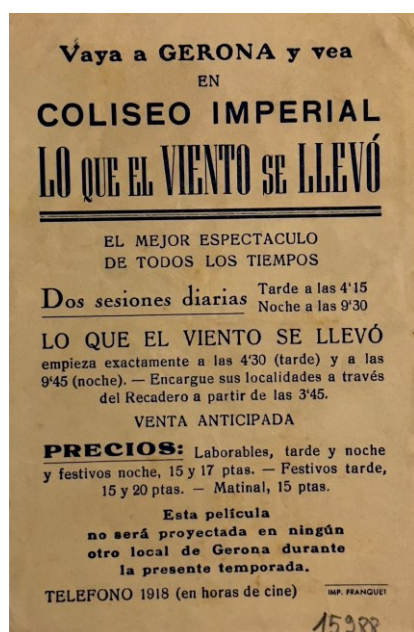 Vaya a GERONA y vea
EN
COLISEO IMPERIAL
LO QUE EL VIENTO SE LLEVÓ
EL MEJOR ESPECTACULO
DE TODOS LOS TIEMPOS
Dos sesiones diarias Tarde a las 4'15
Noche a las 9'30
LO QUE EL VIENTO SE LLEVÓ
empieza exactamente a las 4'30 (tarde) y a las
9'45 (noche). — Encargue sus localidades a través
del Recadero a partir de las 3'45.
VENTA ANTICIPADA
PRECIOS: Laborables, tarde y noche
y festivos noche, 15 y 17 ptas. — Festivos tarde,
15 y 20 ptas. — Matinal, 15 ptas.
Esta película
no será proyectada en ningún
otro local de Gerona durante
la presente temporada.
TELEFONO 1918 (en horas de cine) IMP. FRANQUET
15988